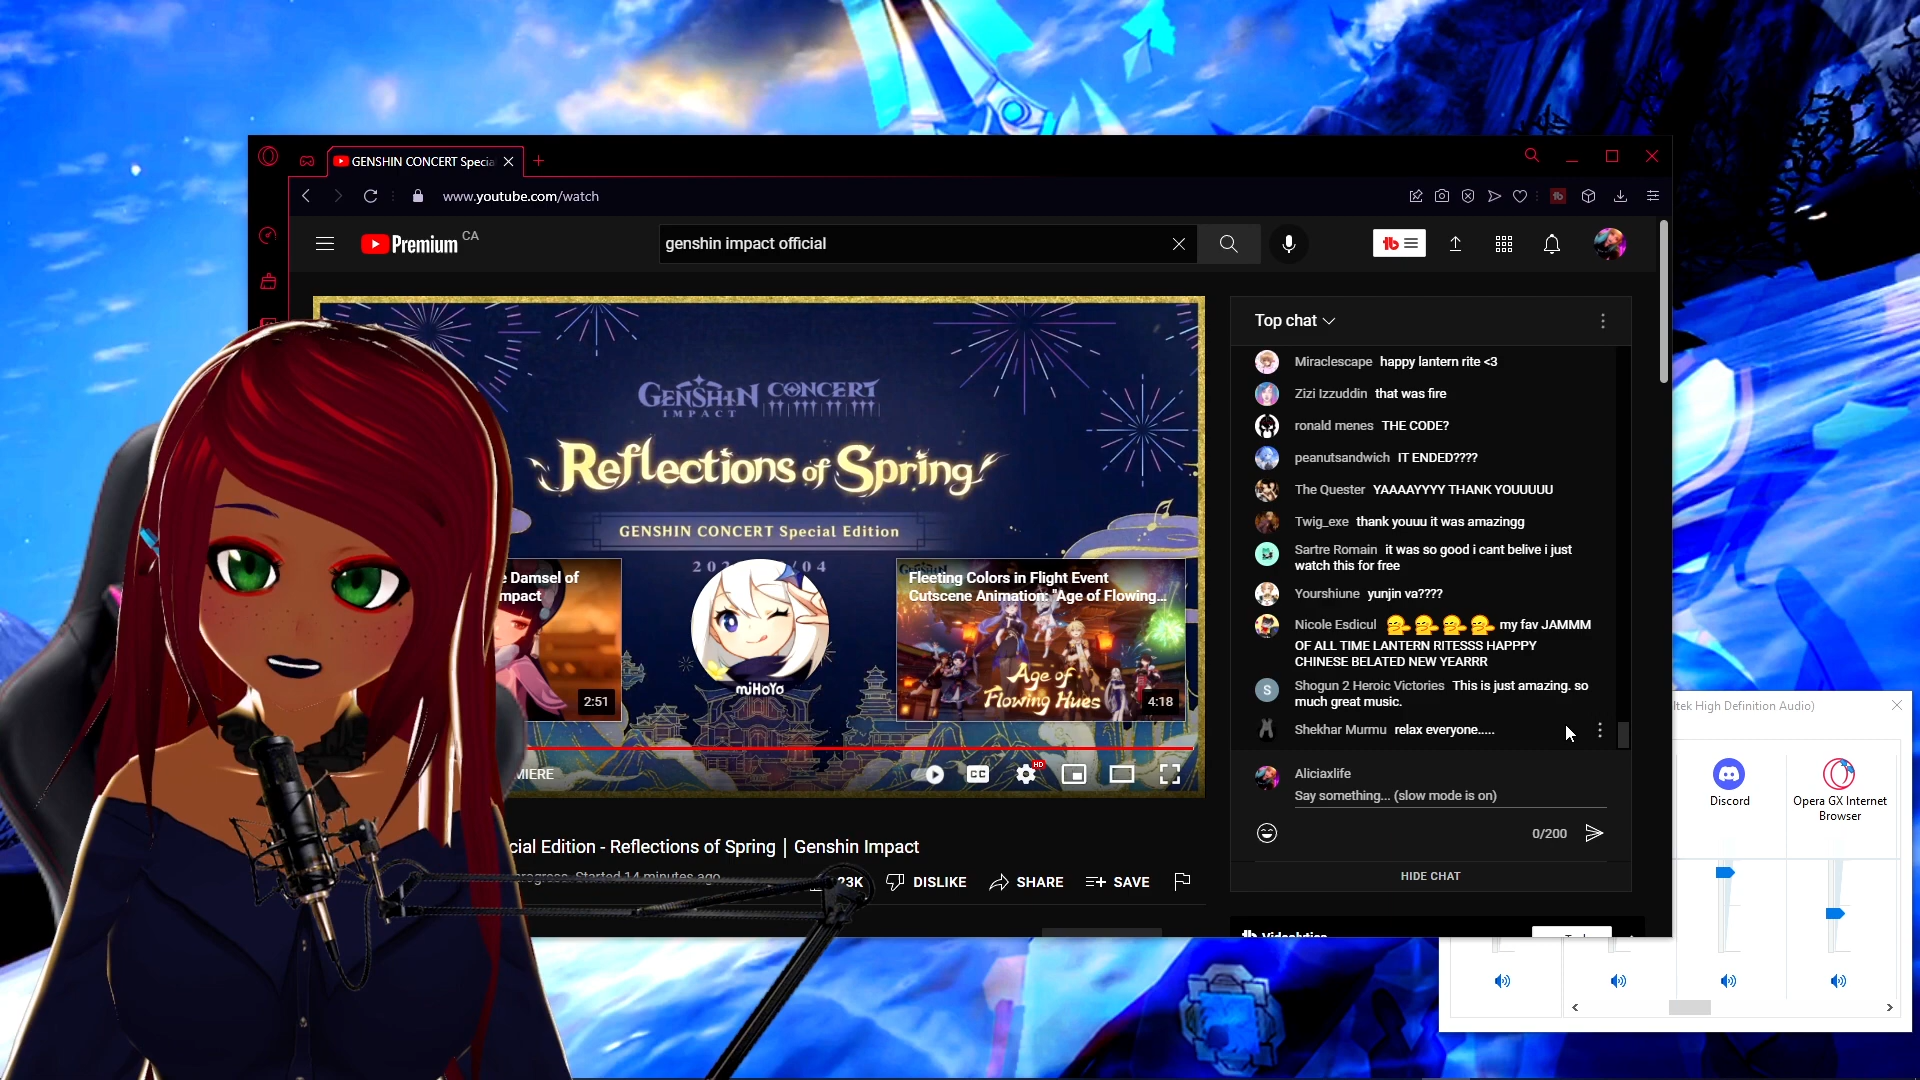 GENSHIN CONCERT Specia
www.youtube.com/watch
Premium CA
genshin impact official
GENSHIN IMPACT CONCERT
Reflections of Spring
GENSHIN CONCERT Special Edition
Damsel of
mpact
2:51
miHoYo
Fleeting Colors in Flight Event
Cutscene Animation: "Age of Flowing...
Age of
Flowing Hues
4:18
MIERE
CC
HD
cial Edition - Reflections of Spring | Genshin Impact
ogress. Started 14 minutes ago
23K DISLIKE SHARE SAVE
Top chat
Miraclescape happy lantern rite <3
Zizi Izzuddin that was fire
ronald menes THE CODE?
peanutsandwich IT ENDED????
The Quester YAAAAYYYY THANK YOUUUUU
Twig_exe thank youuu it was amazingg
Sartre Romain it was so good i cant belive i just
watch this for free
Yourshiune yunjin va????
Nicole Esdicul my fav JAMMM
OF ALL TIME LANTERN RITESSS HAPPPY
CHINESE BELATED NEW YEARRR
S
Shogun 2 Heroic Victories This is just amazing. so
much great music.
Shekhar Murmu relax everyone.....
Aliciaxlife
Say something... (slow mode is on)
0/200
HIDE CHAT
ltek High Definition Audio)
Discord
Opera GX Internet
Browser